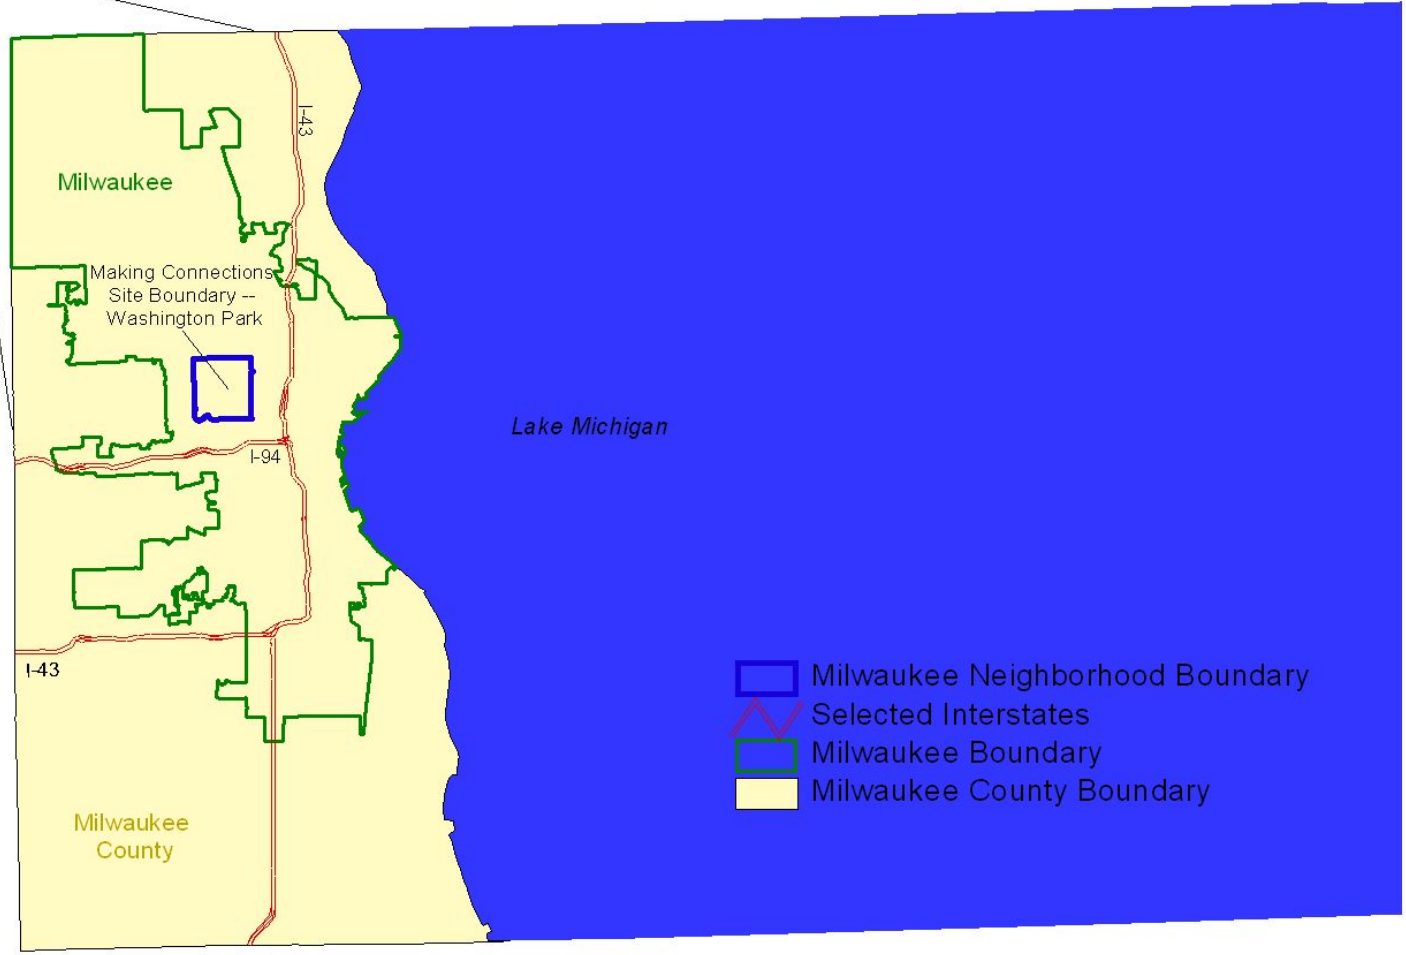 I-43
Milwaukee
Making Connections
Site Boundary --
Washington Park
Lake Michigan
I-94
I-43
Milwaukee Neighborhood Boundary
Selected Interstates
Milwaukee Boundary
Milwaukee County Boundary
Milwaukee
County